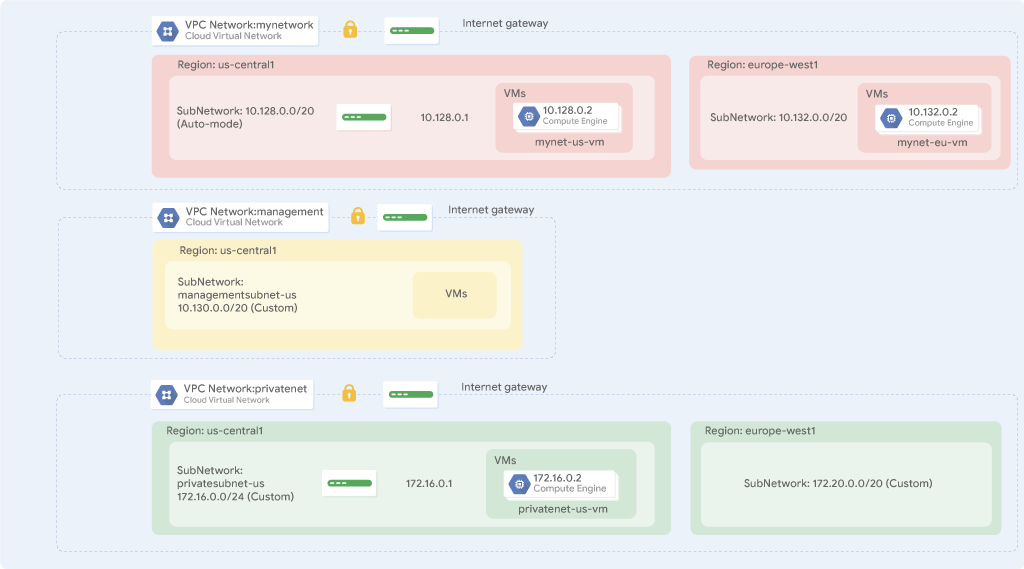 VPC Network:mynetwork
Cloud Virtual Network
Internet gateway
Region: us-central1
SubNetwork: 10.128.0.0/20
(Auto-mode)
10.128.0.1
VMs
10.128.0.2
Compute Engine
mynet-us-vm
Region: europe-west1
SubNetwork: 10.132.0.0/20
VMs
10.132.0.2
Compute Engine
mynet-eu-vm
VPC Network:management
Cloud Virtual Network
Internet gateway
Region: us-central1
SubNetwork:
managementsubnet-us
10.130.0.0/20 (Custom)
VMs
VPC Network:privatenet
Cloud Virtual Network
Internet gateway
Region: us-central1
SubNetwork:
privatesubnet-us
172.16.0.0/24 (Custom)
172.16.0.1
VMs
172.16.0.2
Compute Engine
privatenet-us-vm
Region: europe-west1
SubNetwork: 172.20.0.0/20 (Custom)